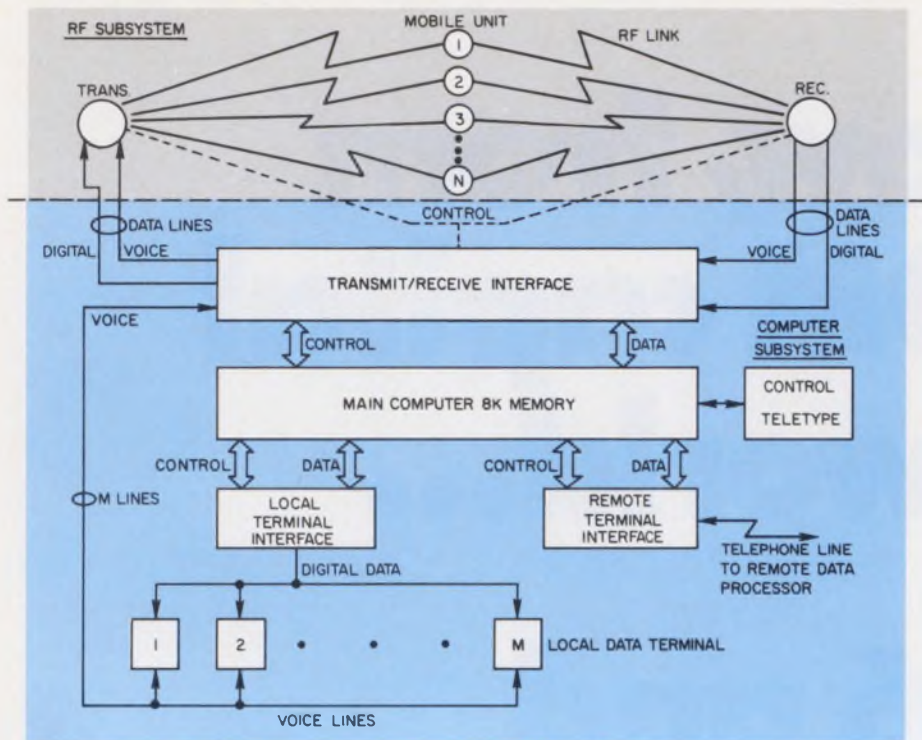 RF SUBSYSTEM
MOBILE UNIT
RF LINK
1
TRANS.
2
REC.
3
N
CONTROL
DATA LINES
DATA
LINES
DIGITAL
VOICE
VOICE
DIGITAL
TRANSMIT/RECEIVE INTERFACE
VOICE
COMPUTER
SUBSYSTEM
CONTROL
DATA
MAIN COMPUTER 8K MEMORY
CONTROL
TELETYPE
CONTROL
DATA
CONTROL
DATA
M LINES
LOCAL
TERMINAL
INTERFACE
REMOTE
TERMINAL
INTERFACE
TELEPHONE LINE
TO REMOTE DATA
PROCESSOR
DIGITAL DATA
1
2
M
LOCAL DATA TERMINAL
VOICE LINES